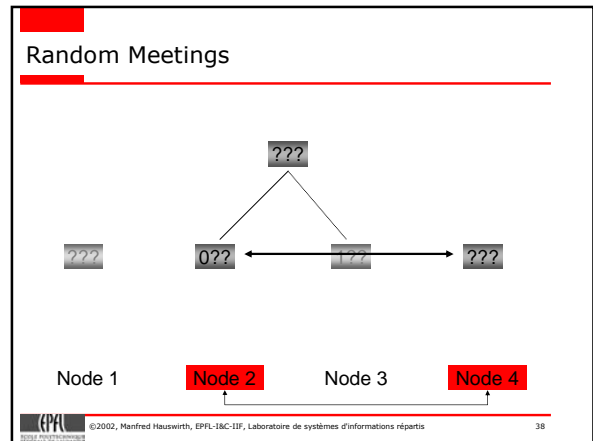 Random Meetings
???
???
0??
1??
???
Node 1
Node 2
Node 3
Node 4
EPFL
©2002, Manfred Hauswirth, EPFL-I&C-IIF, Laboratoire de systèmes d'informations répartis
38